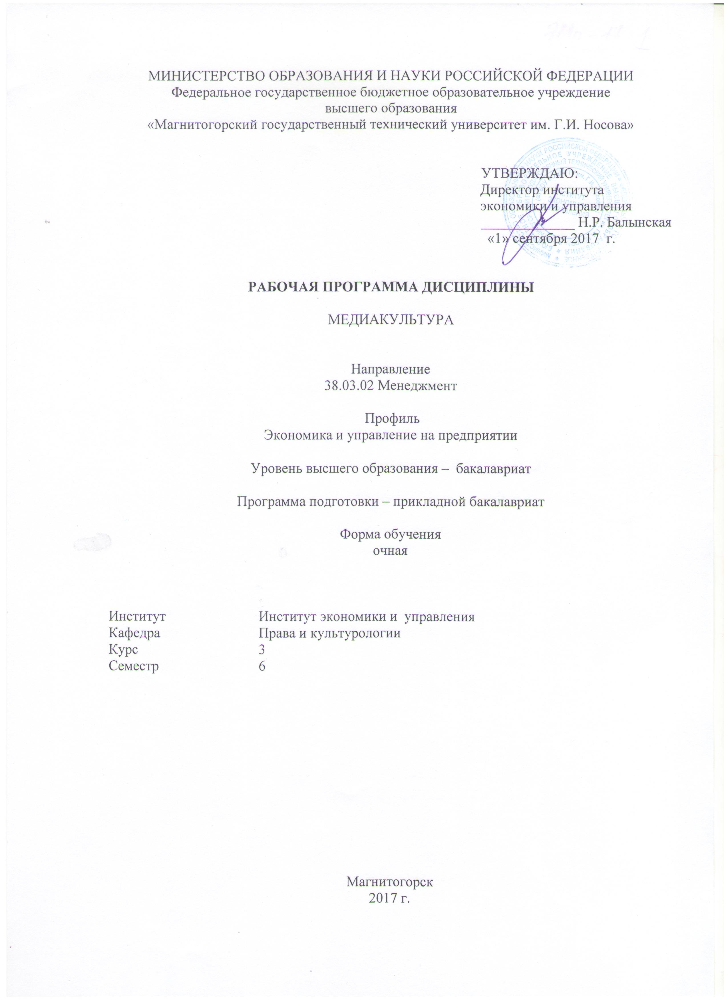 МИНИСТЕРСТВО ОБРАЗОВАНИЯ И НАУКИ РОССИЙСКОЙ ФЕДЕРАЦИИ
Федеральное государственное бюджетное образовательное учреждение
высшего образования
«Магнитогорский государственный технический университет им. Г.И. Носова»
УТВЕРЖДАЮ:
Директор института
экономики и управления
_____________ Н.Р. Балынская
«1» сентября 2017 г.
РАБОЧАЯ ПРОГРАММА ДИСЦИПЛИНЫ
МЕДИАКУЛЬТУРА
Направление
38.03.02 Менеджмент
Профиль
Экономика и управление на предприятии
Уровень высшего образования – бакалавриат
Программа подготовки – прикладной бакалавриат
Форма обучения
очная
Институт Институт экономики и управления
Кафедра Права и культурологии
Курс 3
Семестр 6
Магнитогорск
2017 г.